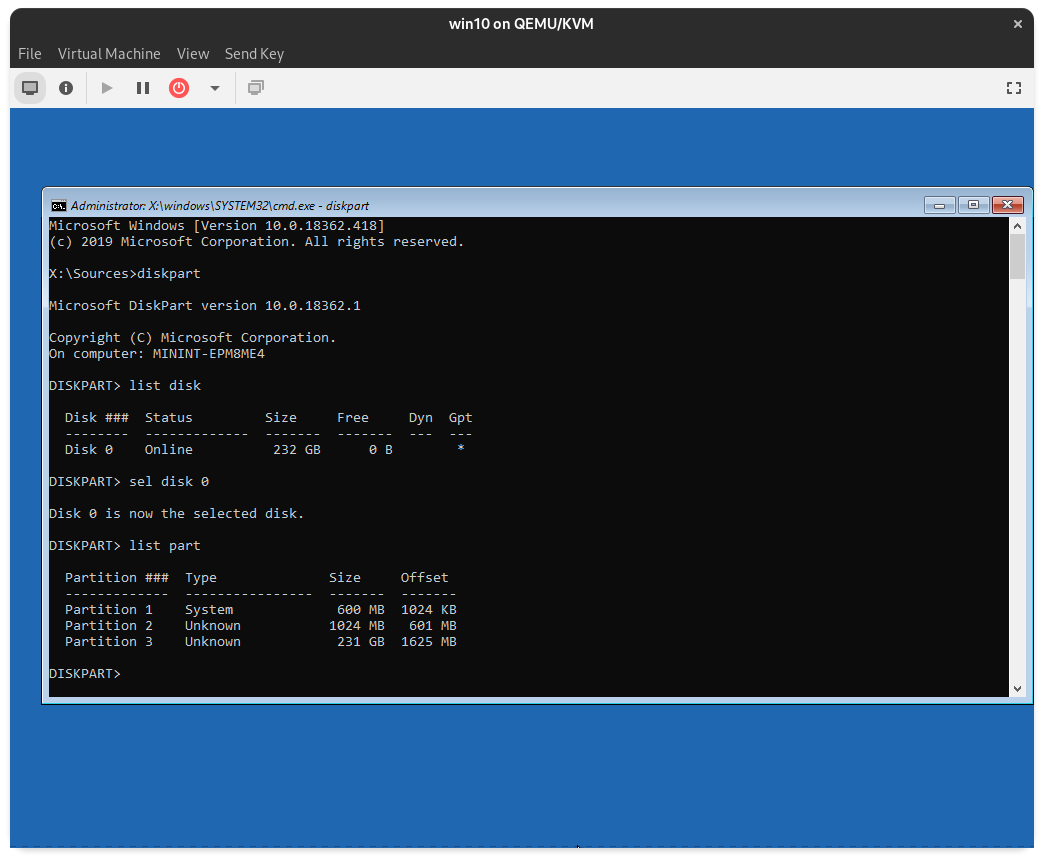 win10 on QEMU/KVM
File Virtual Machine View Send Key
Administrator: X:\windows\SYSTEM32\cmd.exe - diskpart
Microsoft Windows [Version 10.0.18362.418]
(c) 2019 Microsoft Corporation. All rights reserved.
X:\Sources>diskpart
Microsoft DiskPart version 10.0.18362.1
Copyright (C) Microsoft Corporation.
On computer: MININT-EPM8ME4
DISKPART> list disk
  Disk ###  Status         Size     Free     Dyn  Gpt
  --------  -------------  -------  -------  ---  ---
  Disk 0    Online          232 GB      0 B        *
DISKPART> sel disk 0
Disk 0 is now the selected disk.
DISKPART> list part
  Partition ###  Type              Size     Offset
  -------------  ----------------  -------  -------
  Partition 1    System             600 MB  1024 KB
  Partition 2    Unknown           1024 MB   601 MB
  Partition 3    Unknown            231 GB  1625 MB
DISKPART>